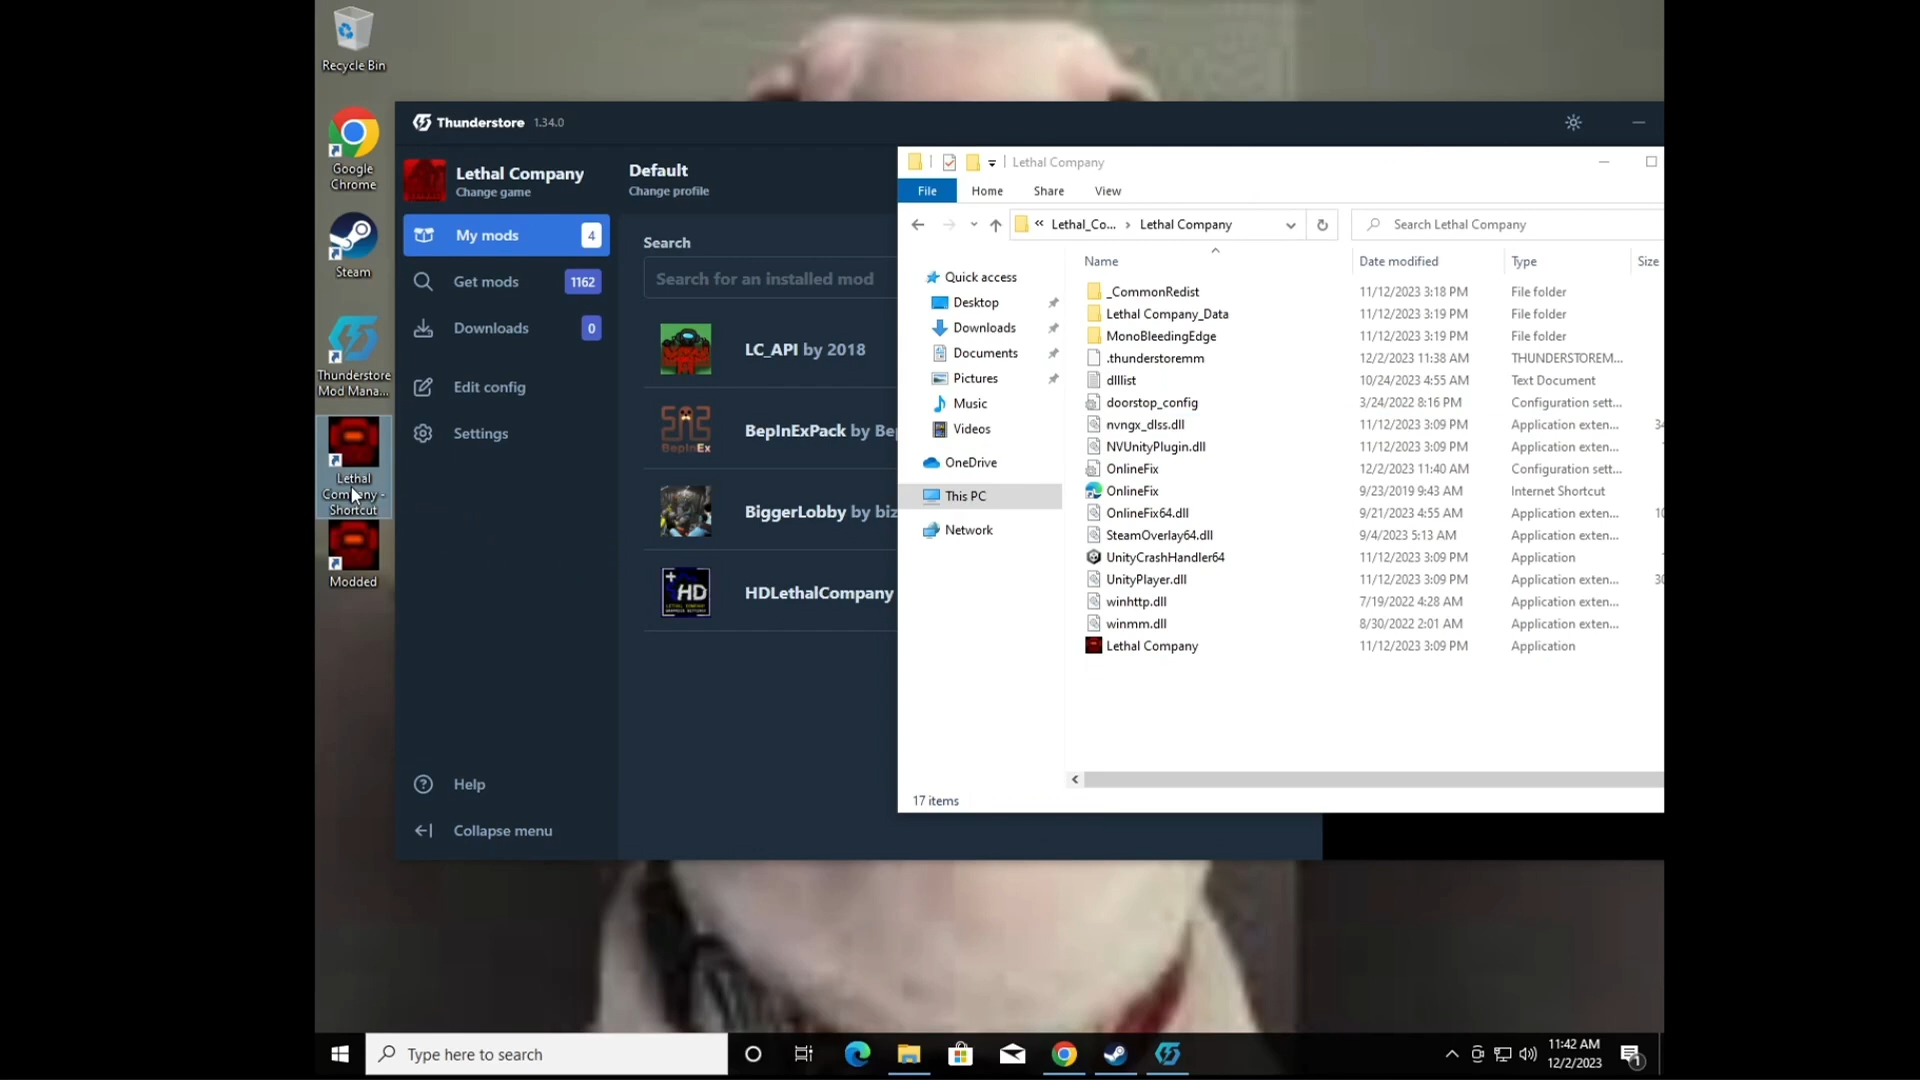 Recycle Bin
Google
Chrome
Steam
Thunderstore
Mod Mana...
Lethal
Company -
Shortcut
Modded
Thunderstore 1.34.0
Lethal Company
Change game
My mods 4
Get mods 1162
Downloads 0
Edit config
Settings
Help
Collapse menu
Default
Change profile
Search
Search for an installed mod
LC_API by 2018
BepInEx
BepInExPack by Be
BiggerLobby by biz
HD
HDLethalCompany
Lethal Company
File Home Share View
« Lethal_Co... › Lethal Company
Search Lethal Company
Quick access
Desktop
Downloads
Documents
Pictures
Music
Videos
OneDrive
This PC
Network
Name Date modified Type Size
_CommonRedist 11/12/2023 3:18 PM File folder
Lethal Company_Data 11/12/2023 3:19 PM File folder
MonoBleedingEdge 11/12/2023 3:19 PM File folder
.thunderstoremm 12/2/2023 11:38 AM THUNDERSTOREM...
dlllist 10/24/2023 4:55 AM Text Document
doorstop_config 3/24/2022 8:16 PM Configuration sett...
nvngx_dlss.dll 11/12/2023 3:09 PM Application exten... 34
NVUnityPlugin.dll 11/12/2023 3:09 PM Application exten...
OnlineFix 12/2/2023 11:40 AM Configuration sett...
OnlineFix 9/23/2019 9:43 AM Internet Shortcut
OnlineFix64.dll 9/21/2023 4:55 AM Application exten... 10
SteamOverlay64.dll 9/4/2023 5:13 AM Application exten...
UnityCrashHandler64 11/12/2023 3:09 PM Application
UnityPlayer.dll 11/12/2023 3:09 PM Application exten... 30
winhttp.dll 7/19/2022 4:28 AM Application exten...
winmm.dll 8/30/2022 2:01 AM Application exten...
Lethal Company 11/12/2023 3:09 PM Application
17 items
Type here to search
11:42 AM
12/2/2023
1